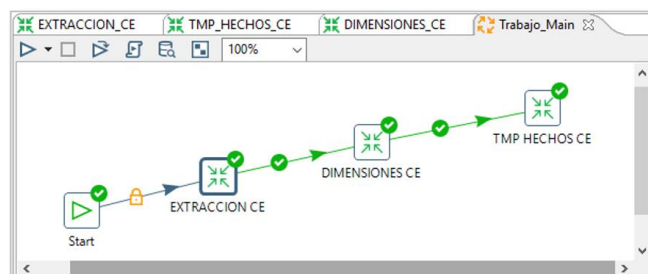 EXTRACCION_CE TMP_HECHOS_CE DIMENSIONES_CE Trabajo_Main
100%
TMP HECHOS CE
DIMENSIONES CE
EXTRACCION CE
Start